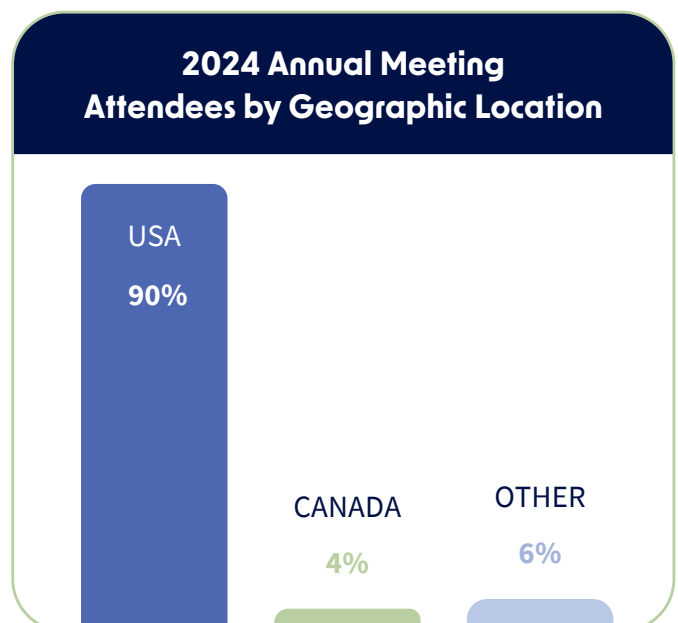 2024 Annual Meeting
Attendees by Geographic Location
USA
90%
CANADA
4%
OTHER
6%